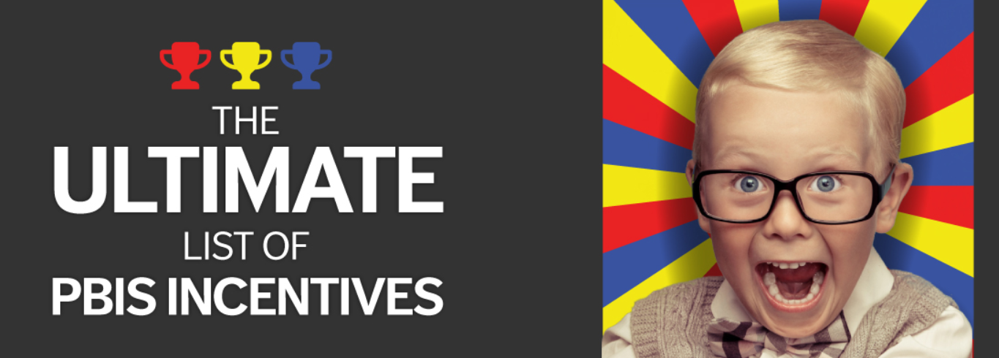 THE
ULTIMATE
LIST OF
PBIS INCENTIVES